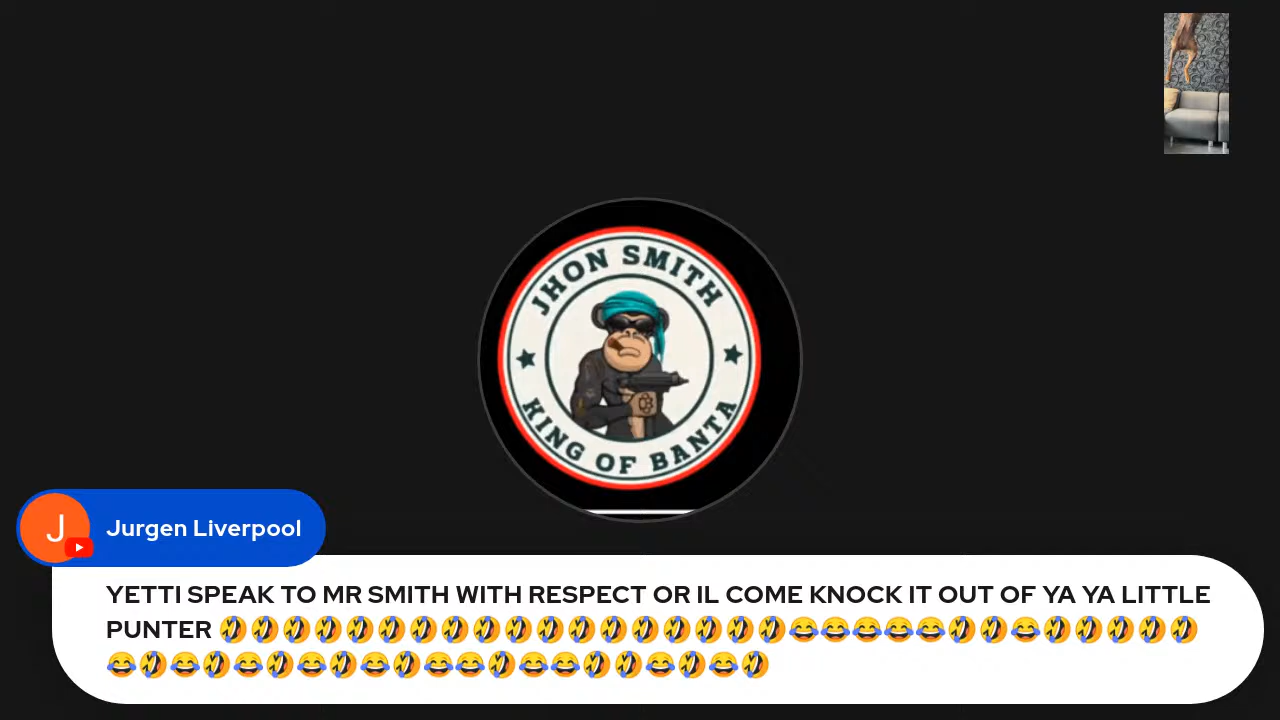 JHON SMITH
KING OF BANTA
J
Jurgen Liverpool
YETTI SPEAK TO MR SMITH WITH RESPECT OR IL COME KNOCK IT OUT OF YA YA LITTLE
PUNTER 🤣🤣🤣🤣🤣🤣🤣🤣🤣🤣🤣🤣🤣🤣🤣🤣🤣🤣😂😂😂😂😂🤣🤣😂🤣🤣🤣🤣🤣
😂🤣😂🤣😂🤣😂🤣😂🤣😂😂🤣😂😂🤣🤣😂🤣😂🤣